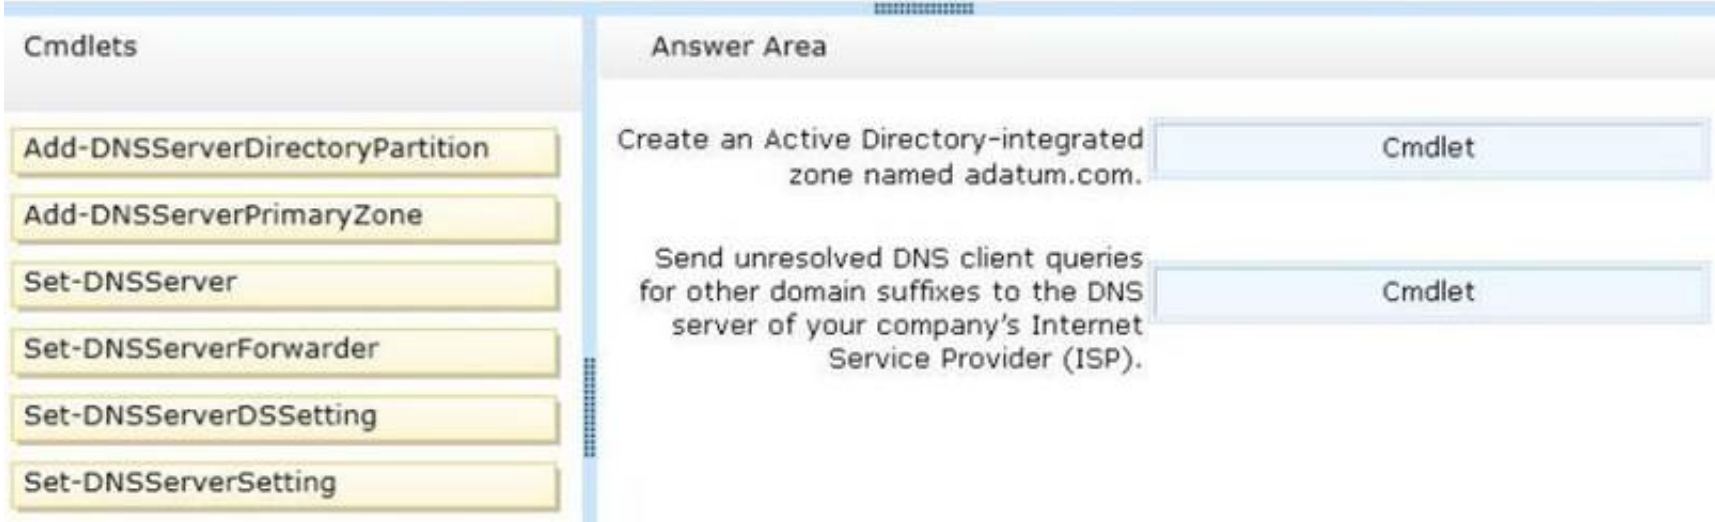 Cmdlets
Add-DNSServerDirectoryPartition
Add-DNSServerPrimaryZone
Set-DNSServer
Set-DNSServerForwarder
Set-DNSServerDSSetting
Set-DNSServerSetting
Answer Area
Create an Active Directory-integrated
zone named adatum.com.
Cmdlet
Send unresolved DNS client queries
for other domain suffixes to the DNS
server of your company's Internet
Service Provider (ISP).
Cmdlet